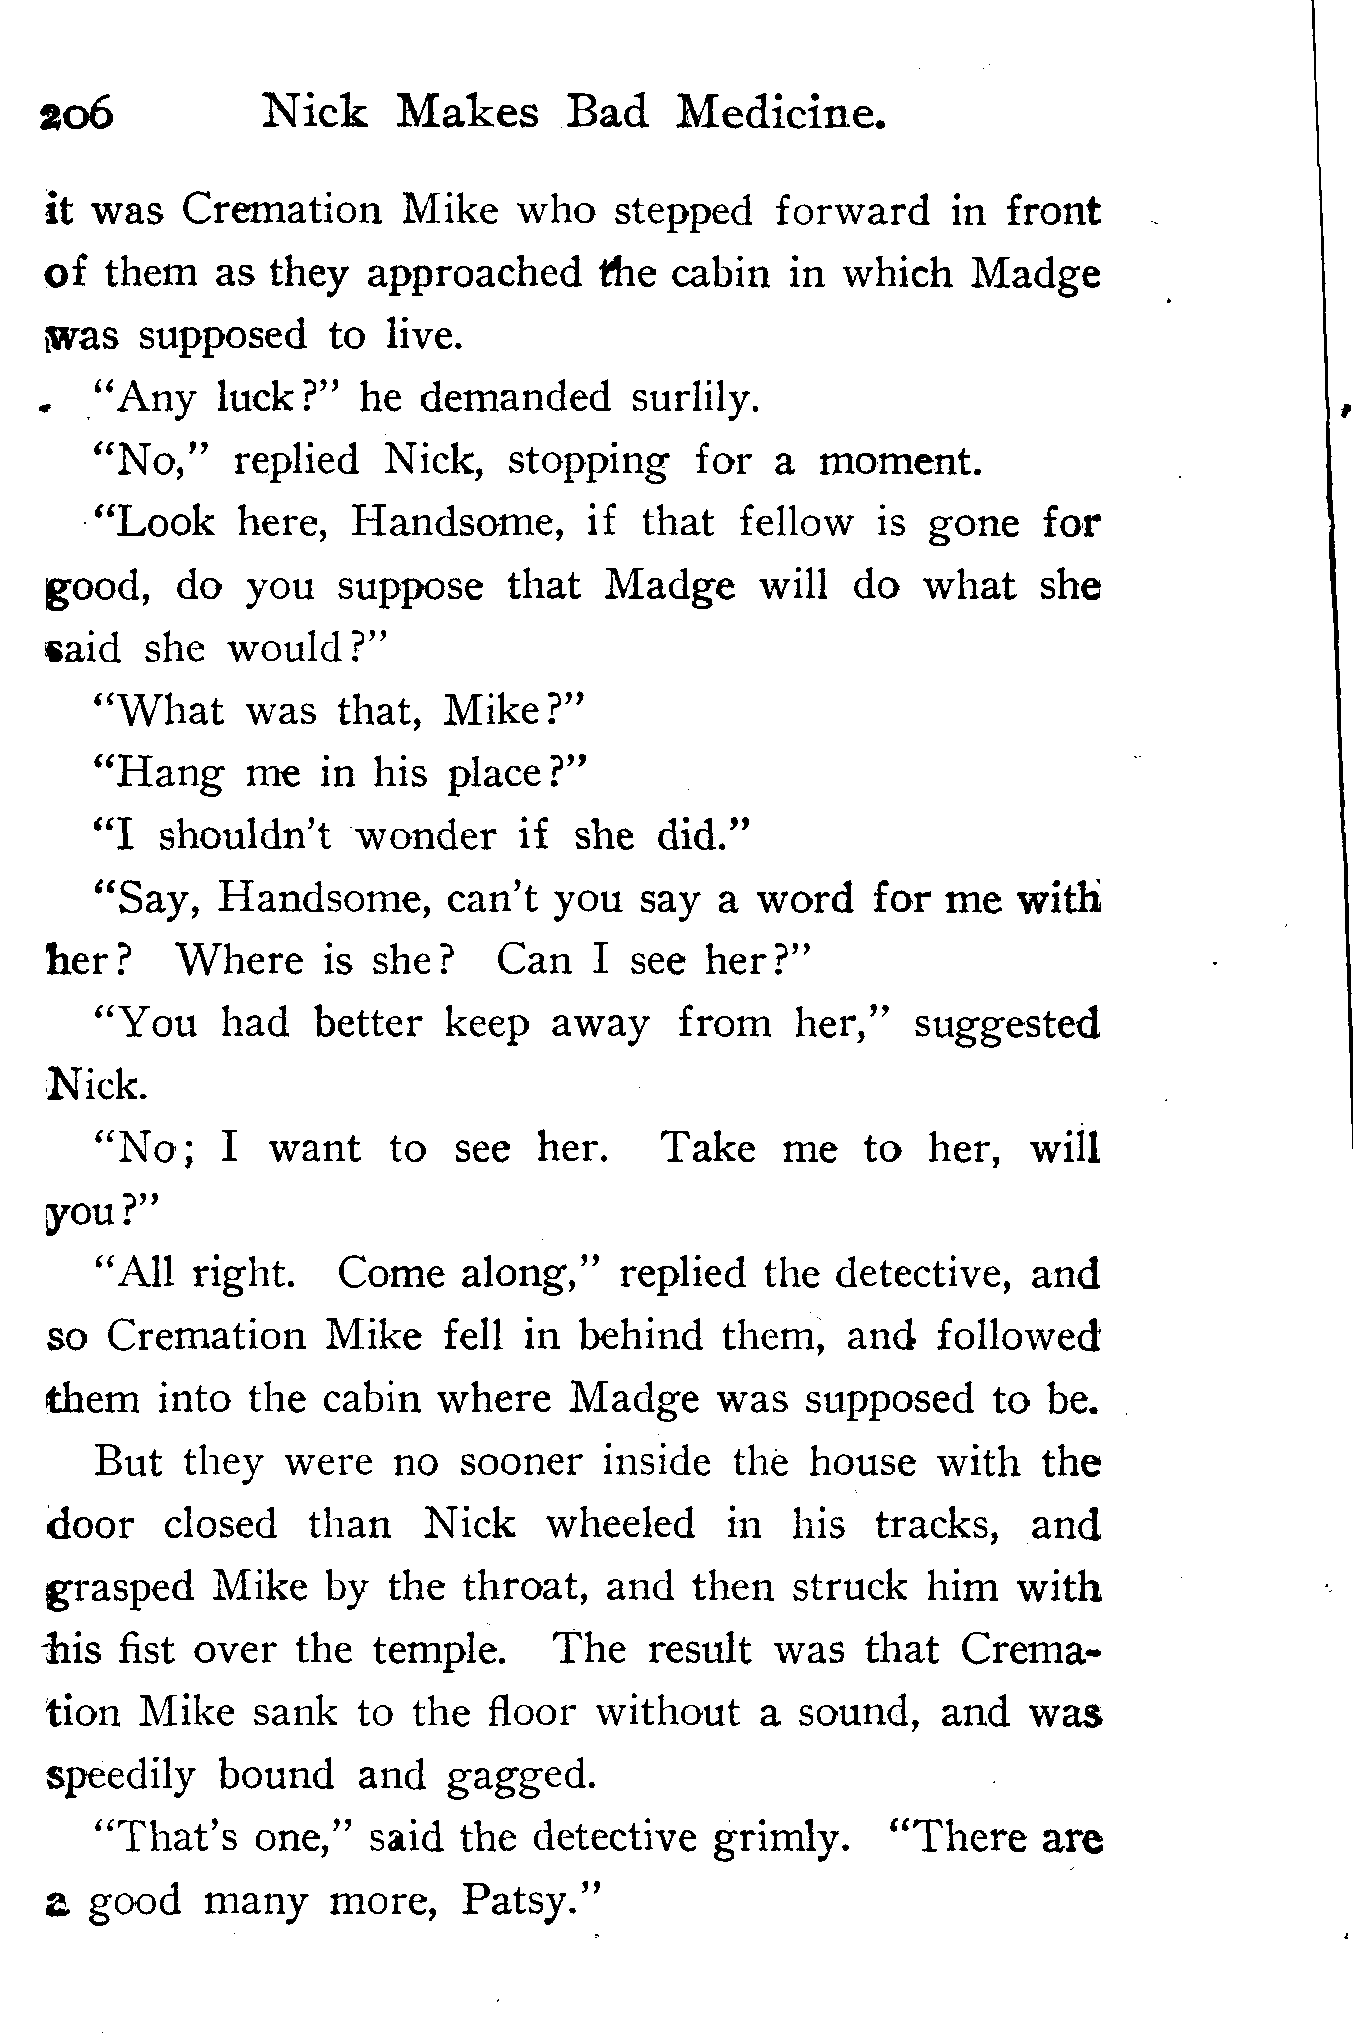 206 Nick Makes Bad Medicine.
it was Cremation Mike who stepped forward in front
of them as they approached the cabin in which Madge
was supposed to live.
"Any luck?" he demanded surlily.
"No," replied Nick, stopping for a moment.
"Look here, Handsome, if that fellow is gone for
good, do you suppose that Madge will do what she
said she would?"
"What was that, Mike?"
"Hang me in his place?"
"I shouldn't wonder if she did."
"Say, Handsome, can't you say a word for me with
her? Where is she? Can I see her?"
"You had better keep away from her," suggested
Nick.
"No; I want to see her. Take me to her, will
you?"
"All right. Come along," replied the detective, and
so Cremation Mike fell in behind them, and followed
them into the cabin where Madge was supposed to be.
But they were no sooner inside the house with the
door closed than Nick wheeled in his tracks, and
grasped Mike by the throat, and then struck him with
his fist over the temple. The result was that Crema-
tion Mike sank to the floor without a sound, and was
speedily bound and gagged.
"That's one," said the detective grimly. "There are
a good many more, Patsy."